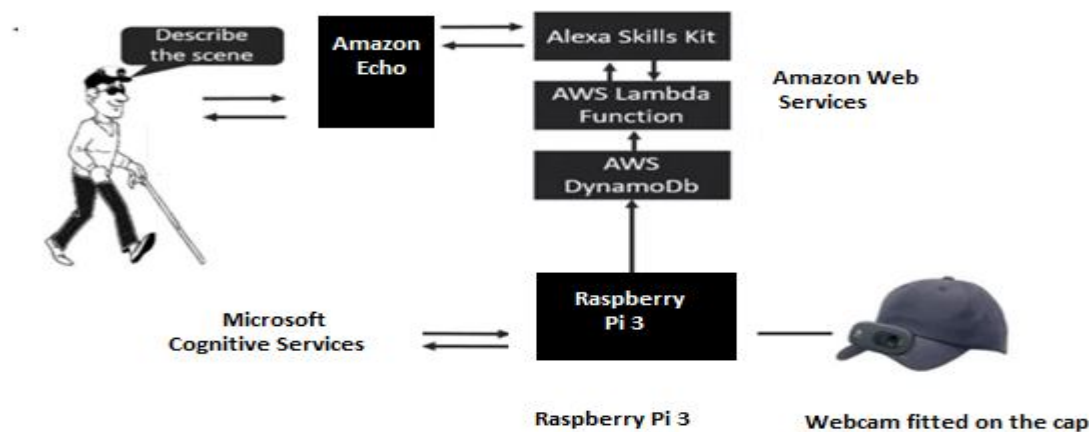 Describe
the scene
Amazon
Echo
Alexa Skills Kit
AWS Lambda
Function
AWS
DynamoDb
Amazon Web
Services
Raspberry
Pi 3
Microsoft
Cognitive Services
Raspberry Pi 3
Webcam fitted on the cap